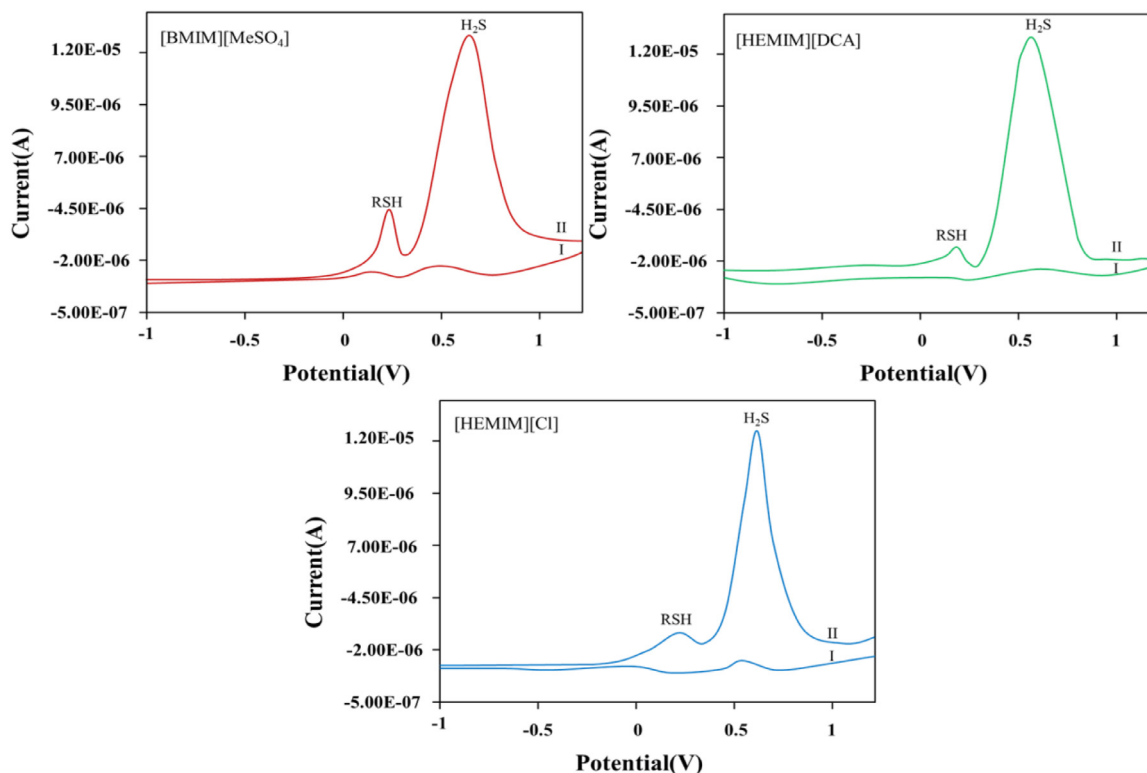 [BMIM][MeSO₄]
H₂S
RSH
II
I
1.20E-05
9.50E-06
7.00E-06
-4.50E-06
-2.00E-06
-5.00E-07
-1
-0.5
0
0.5
1
Current(A)
Potential(V)
[HEMIM][DCA]
H₂S
RSH
II
I
1.20E-05
9.50E-06
7.00E-06
-4.50E-06
-2.00E-06
-5.00E-07
-1
-0.5
0
0.5
1
Current(A)
Potential(V)
[HEMIM][Cl]
H₂S
RSH
II
I
1.20E-05
9.50E-06
7.00E-06
-4.50E-06
-2.00E-06
-5.00E-07
-1
-0.5
0
0.5
1
Current(A)
Potential(V)